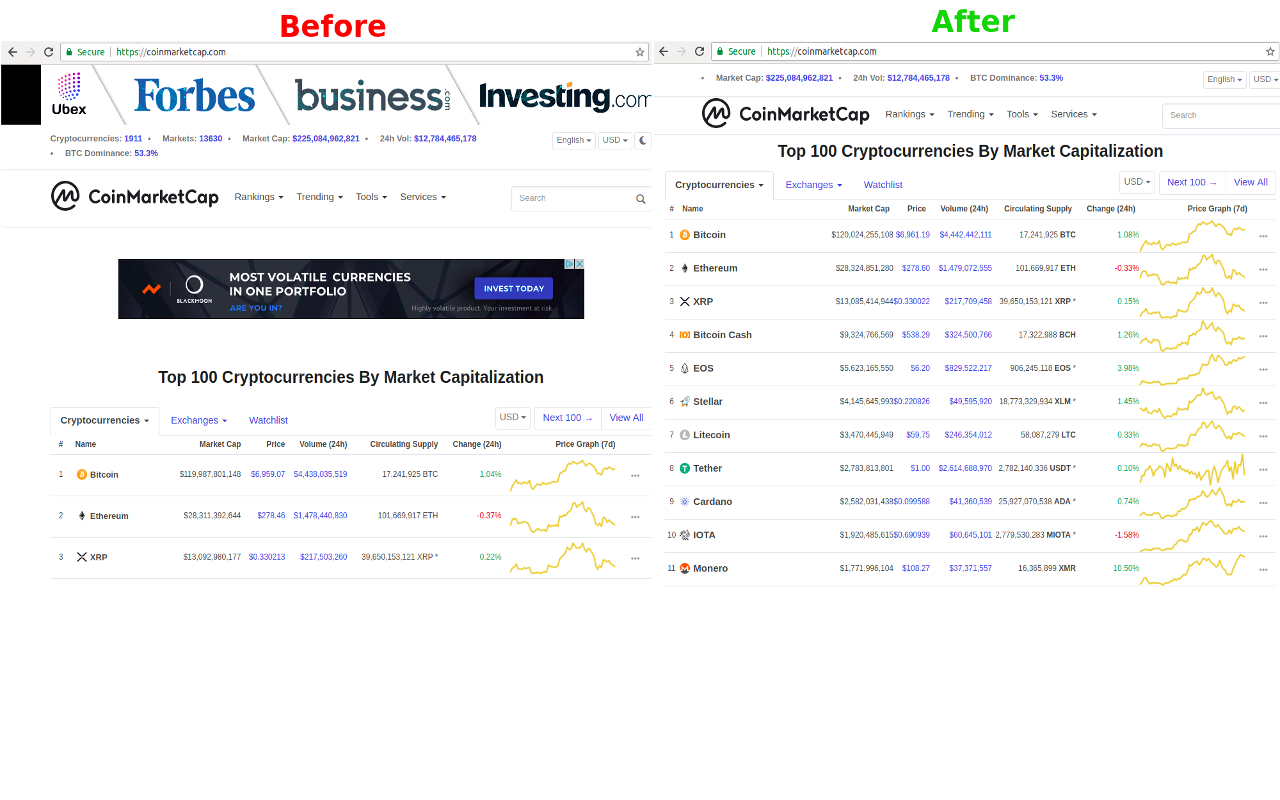 Before
Secure https://coinmarketcap.com
Ubex
Forbes
business.com
Investing.com
Cryptocurrencies: 1911 • Markets: 13630 • Market Cap: $225,084,962,821 • 24h Vol: $12,784,465,178
• BTC Dominance: 53.3%
English USD
CoinMarketCap Rankings Trending Tools Services Search
MOST VOLATILE CURRENCIES
IN ONE PORTFOLIO
BLACKMOON
ARE YOU IN?
INVEST TODAY
Highly volatile product. Your investment at risk.
Top 100 Cryptocurrencies By Market Capitalization
Cryptocurrencies Exchanges Watchlist USD Next 100 → View All
# Name Market Cap Price Volume (24h) Circulating Supply Change (24h) Price Graph (7d)
1 Bitcoin $119,987,801,148 $6,959.07 $4,438,035,519 17,241,925 BTC 1.04%
2 Ethereum $28,311,392,644 $278.46 $1,478,440,830 101,669,917 ETH -0.37%
3 XRP $13,092,980,177 $0.330213 $217,503,260 39,650,153,121 XRP * 0.22%
After
Secure https://coinmarketcap.com
• Market Cap: $225,084,962,821 • 24h Vol: $12,784,465,178 • BTC Dominance: 53.3%
English USD
CoinMarketCap Rankings Trending Tools Services Search
Top 100 Cryptocurrencies By Market Capitalization
Cryptocurrencies Exchanges Watchlist USD Next 100 → View All
# Name Market Cap Price Volume (24h) Circulating Supply Change (24h) Price Graph (7d)
1 Bitcoin $120,024,255,108 $6,961.19 $4,442,442,111 17,241,925 BTC 1.08%
2 Ethereum $28,324,851,280 $278.60 $1,479,072,555 101,669,917 ETH -0.33%
3 XRP $13,085,414,944 $0.330022 $217,709,458 39,650,153,121 XRP * 0.15%
4 Bitcoin Cash $9,324,766,569 $538.29 $324,500,766 17,322,988 BCH 1.26%
5 EOS $5,623,165,550 $6.20 $829,522,217 906,245,118 EOS * 3.98%
6 Stellar $4,145,645,993 $0.220826 $49,595,920 18,773,329,934 XLM * 1.45%
7 Litecoin $3,470,445,949 $59.75 $246,354,012 58,087,279 LTC 0.33%
8 Tether $2,783,813,801 $1.00 $2,614,688,970 2,782,140,336 USDT * 0.10%
9 Cardano $2,582,031,438 $0.099588 $41,360,539 25,927,070,538 ADA * 0.74%
10 IOTA $1,920,485,615 $0.690939 $60,645,101 2,779,530,283 MIOTA * -1.58%
11 Monero $1,771,996,104 $108.27 $37,371,557 16,365,899 XMR 10.50%